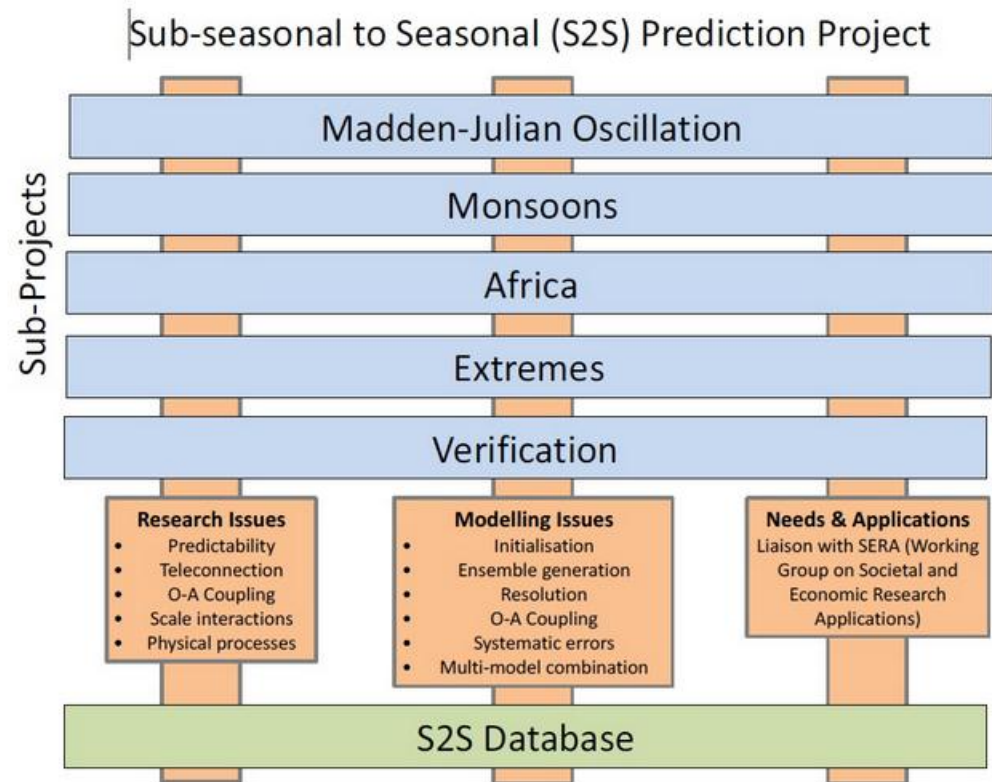 Sub-seasonal to Seasonal (S2S) Prediction Project
Sub-Projects
Madden-Julian Oscillation
Monsoons
Africa
Extremes
Verification
Research Issues
• Predictability
• Teleconnection
• O-A Coupling
• Scale interactions
• Physical processes
Modelling Issues
• Initialisation
• Ensemble generation
• Resolution
• O-A Coupling
• Systematic errors
• Multi-model combination
Needs & Applications
Liaison with SERA (Working
Group on Societal and
Economic Research
Applications)
S2S Database